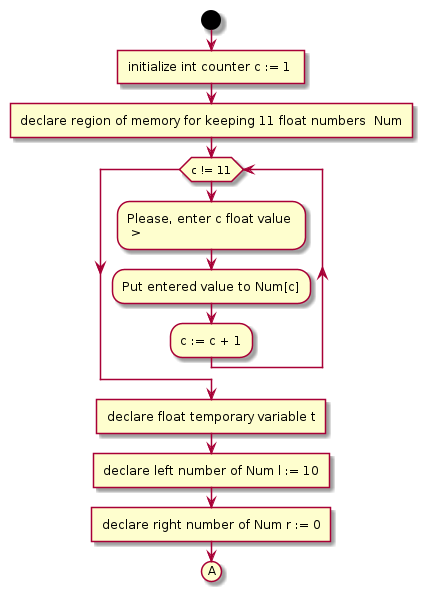 initialize int counter c := 1
declare region of memory for keeping 11 float numbers  Num
c != 11
Please, enter c float value
>
Put entered value to Num[c]
c := c + 1
declare float temporary variable t
declare left number of Num l := 10
declare right number of Num r := 0
A